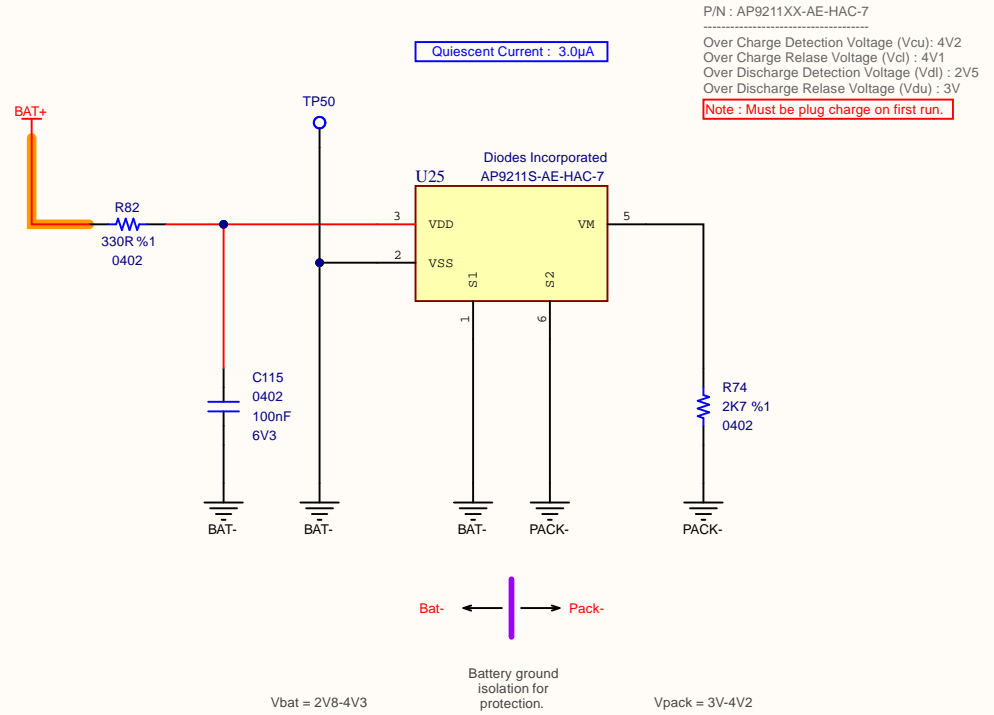 P/N : AP9211XX-AE-HAC-7
-------------------------------------
Over Charge Detection Voltage (Vcu): 4V2
Over Charge Relase Voltage (Vcl) : 4V1
Over Discharge Detection Voltage (Vdl) : 2V5
Over Discharge Relase Voltage (Vdu) : 3V
Note : Must be plug charge on first run.
Quiescent Current : 3.0µA
BAT+
TP50
Diodes Incorporated
U25
AP9211S-AE-HAC-7
R82
330R %1
0402
3
VDD
VM
5
2
VSS
S1
S2
1
6
C115
0402
100nF
6V3
R74
2K7 %1
0402
BAT-
BAT-
BAT-
PACK-
PACK-
Bat-
Pack-
Battery ground
isolation for
protection.
Vbat = 2V8-4V3
Vpack = 3V-4V2